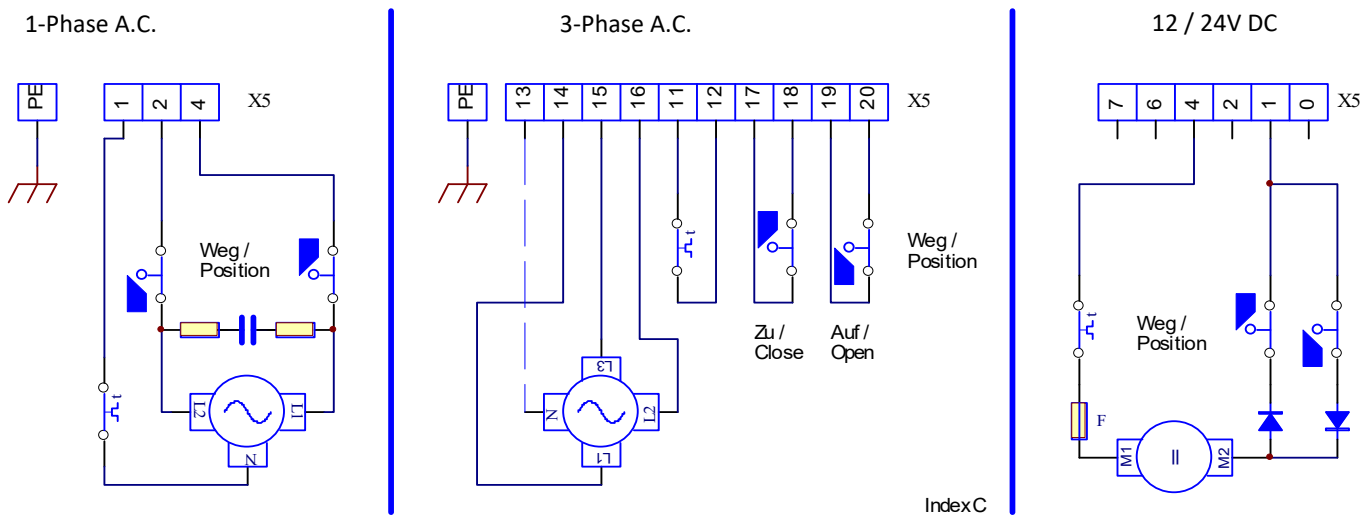 1-Phase A.C.
PE
1 2 4 X5
Weg /
Position
t
L2 L1
N
3-Phase A.C.
PE
13 14 15 16 11 12 17 18 19 20 X5
t
Weg /
Position
Zu /
Close
Auf /
Open
L3
N L2
L1
Index C
12 / 24V DC
7 6 4 2 1 0 X5
t
Weg /
Position
F
M1 M2